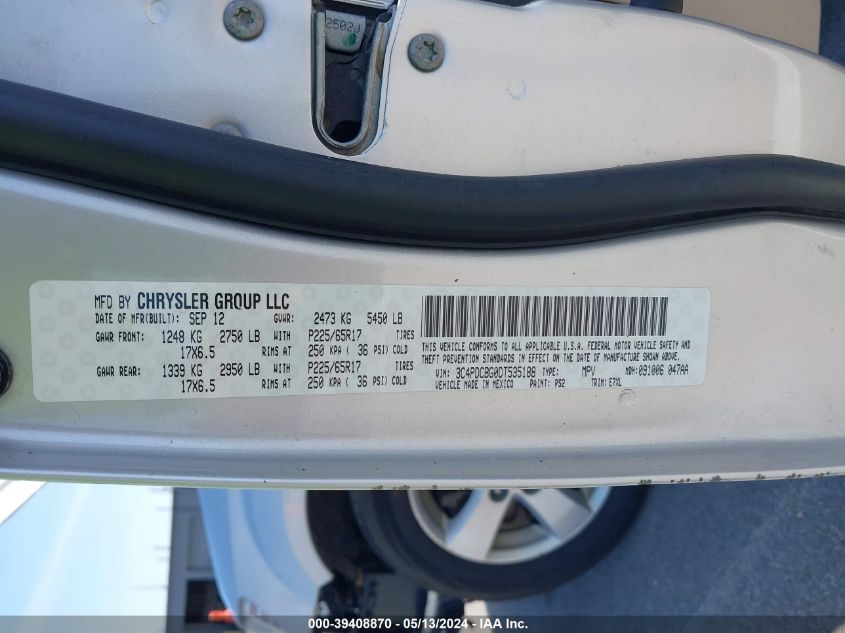 2502J
MFD BY CHRYSLER GROUP LLC
DATE OF MFR(BUILT): SEP 12 GVWR: 2473 KG 5450 LB
GAWR FRONT: 1248 KG 2750 LB WITH P225/65R17 TIRES
17X6.5 RIMS AT 250 KPA ( 36 PSI) COLD
GAWR REAR: 1339 KG 2950 LB WITH P225/65R17 TIRES
17X6.5 RIMS AT 250 KPA ( 36 PSI) COLD
THIS VEHICLE CONFORMS TO ALL APPLICABLE U.S.A. FEDERAL MOTOR VEHICLE SAFETY AND
THEFT PREVENTION STANDARDS IN EFFECT ON THE DATE OF MANUFACTURE SHOWN ABOVE.
VIN: 3C4PDCBG0DT535188 TYPE: MPV MDH: 091006 047AA
VEHICLE MADE IN MEXICO PAINT: PS2 TRIM: E7XL
000-39408870 - 05/13/2024 - IAA Inc.